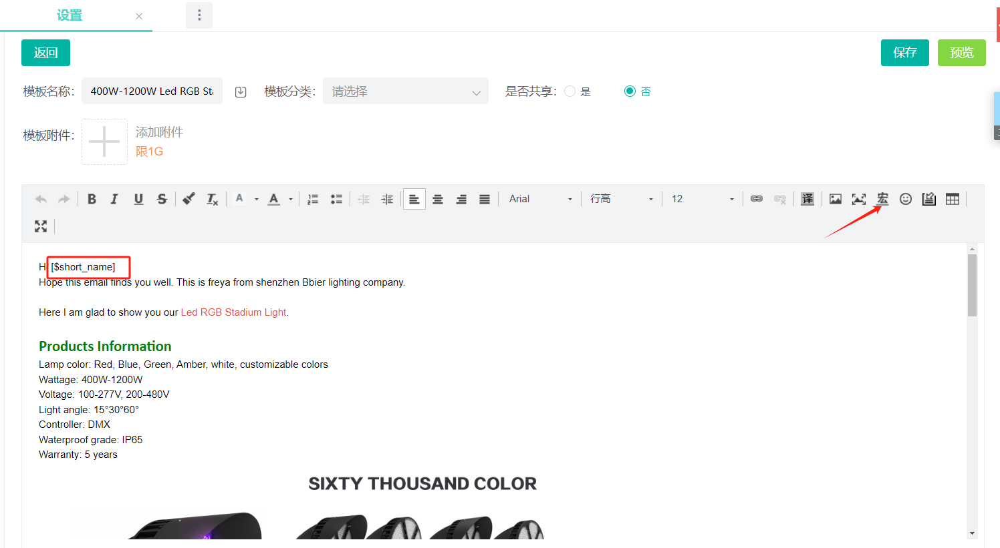 设置
返回
保存 预览
模板名称： 400W-1200W Led RGB Sta 模板分类： 请选择 是否共享： 是 否
模板附件： 添加附件
限1G
B I U S Tx A A Arial 行高 12 译 宏
Hi [$short_name]
Hope this email finds you well. This is freya from shenzhen Bbier lighting company.
Here I am glad to show you our Led RGB Stadium Light.
Products Information
Lamp color: Red, Blue, Green, Amber, white, customizable colors
Wattage: 400W-1200W
Voltage: 100-277V, 200-480V
Light angle: 15°30°60°
Controller: DMX
Waterproof grade: IP65
Warranty: 5 years
SIXTY THOUSAND COLOR